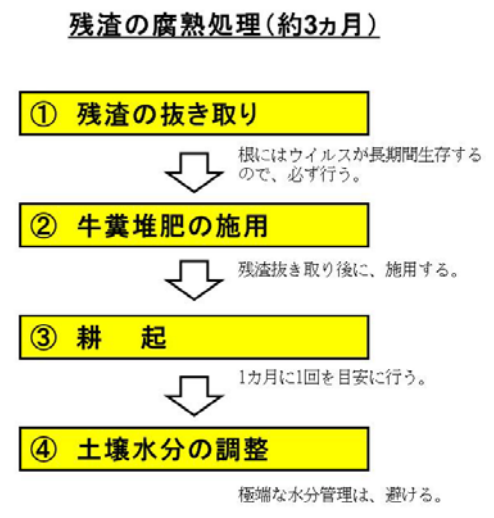 残渣の腐熟処理(約3ヵ月)
① 残渣の抜き取り
根にはウイルスが長期間生存する
ので、必ず行う。
② 牛糞堆肥の施用
残渣抜き取り後に、施用する。
③ 耕　起
1カ月に1回を目安に行う。
④ 土壌水分の調整
極端な水分管理は、避ける。